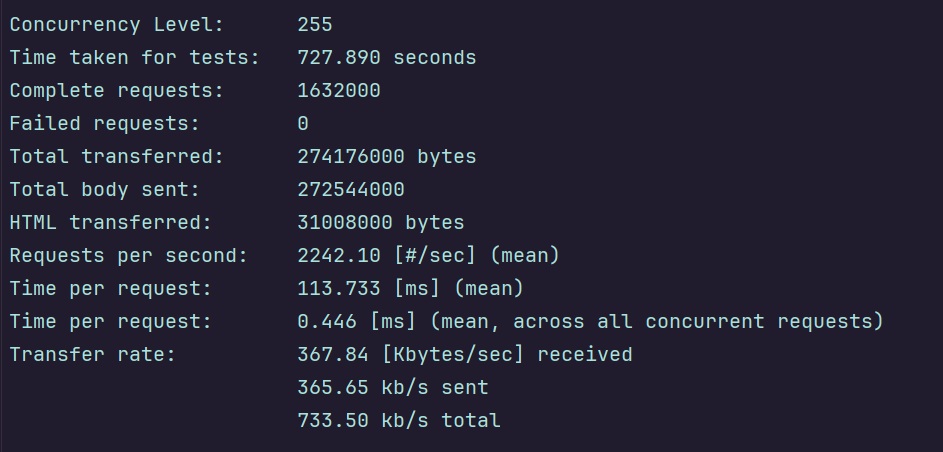 Concurrency Level:      255
Time taken for tests:   727.890 seconds
Complete requests:      1632000
Failed requests:        0
Total transferred:      274176000 bytes
Total body sent:        272544000
HTML transferred:       31008000 bytes
Requests per second:    2242.10 [#/sec] (mean)
Time per request:       113.733 [ms] (mean)
Time per request:       0.446 [ms] (mean, across all concurrent requests)
Transfer rate:          367.84 [Kbytes/sec] received
                        365.65 kb/s sent
                        733.50 kb/s total